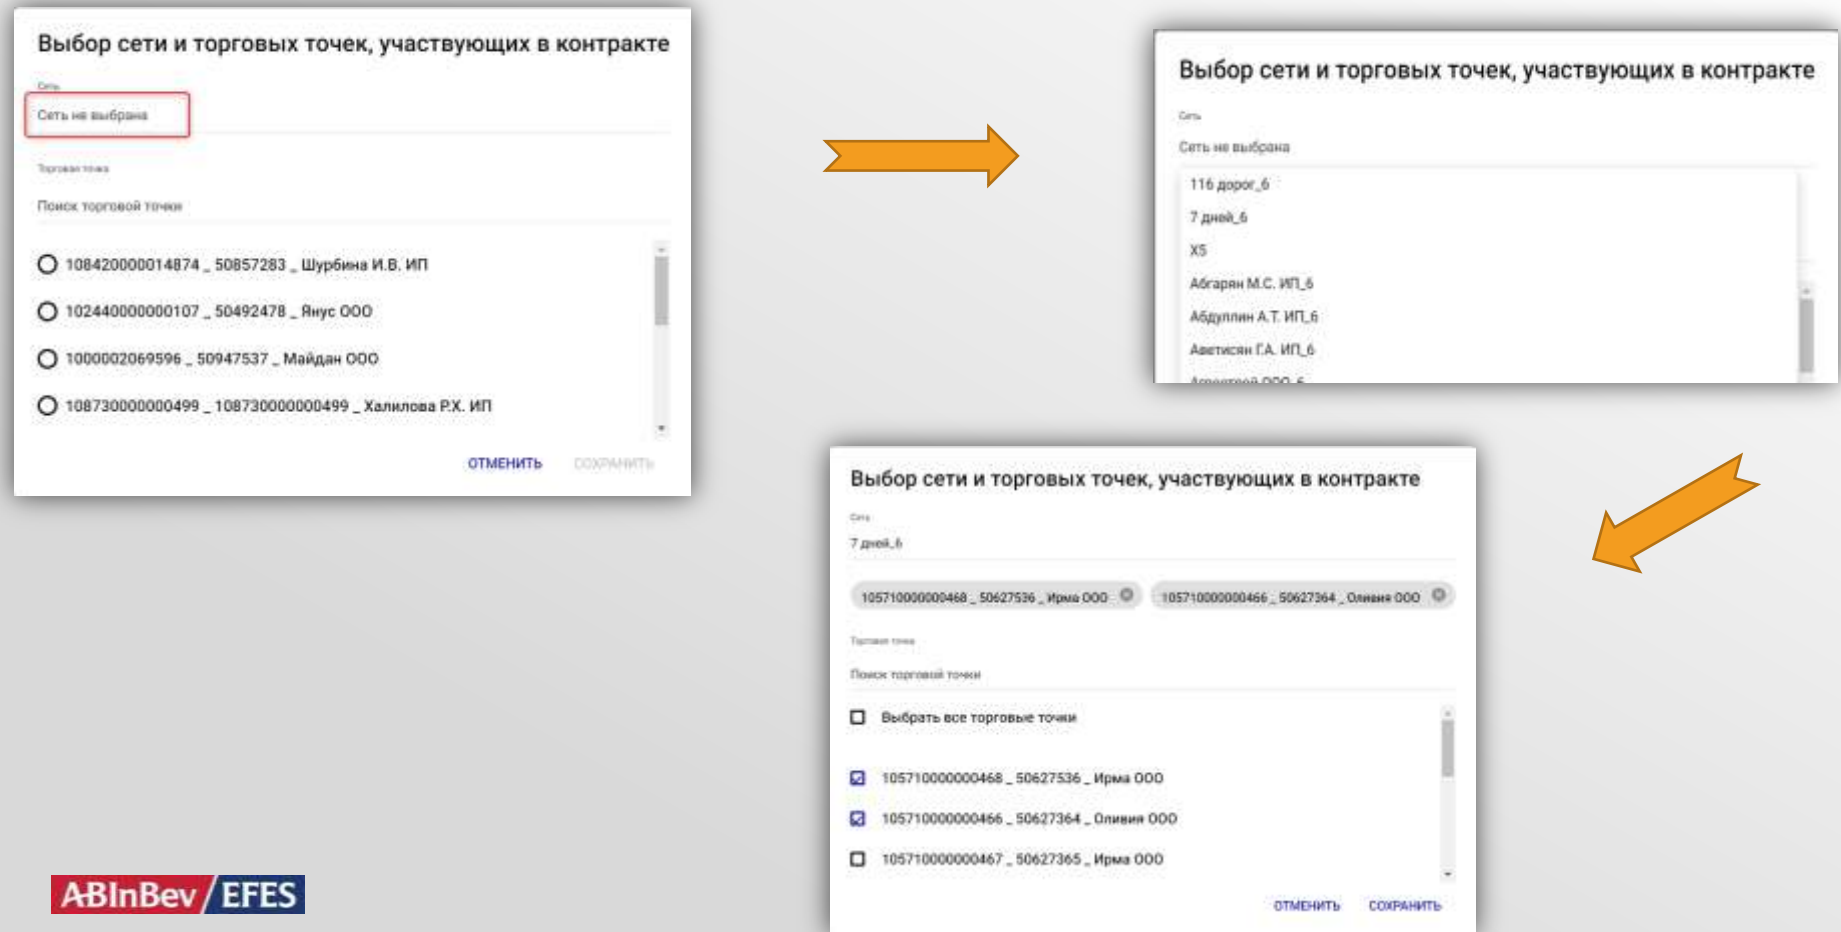 Выбор сети и торговых точек, участвующих в контракте
Сеть
Сеть не выбрана
Торговая точка
Поиск торговой точки
108420000014874 _ 50857283 _ Шурбина И.В. ИП
102440000000107 _ 50492478 _ Янус ООО
1000002069596 _ 50947537 _ Майдан ООО
108730000000499 _ 108730000000499 _ Халилова Р.Х. ИП
ОТМЕНИТЬ СОХРАНИТЬ
Выбор сети и торговых точек, участвующих в контракте
Сеть
Сеть не выбрана
116 дорог_6
7 дней_6
X5
Абгарян М.С. ИП_6
Абдуллин А.Т. ИП_6
Аветисян Г.А. ИП_6
Выбор сети и торговых точек, участвующих в контракте
Сеть
7 дней_6
105710000000468 _ 50627536 _ Ирма ООО 105710000000466 _ 50627364 _ Оливия ООО
Торговая точка
Поиск торговой точки
Выбрать все торговые точки
105710000000468 _ 50627536 _ Ирма ООО
105710000000466 _ 50627364 _ Оливия ООО
105710000000467 _ 50627365 _ Ирма ООО
ОТМЕНИТЬ СОХРАНИТЬ
ABInBev/EFES